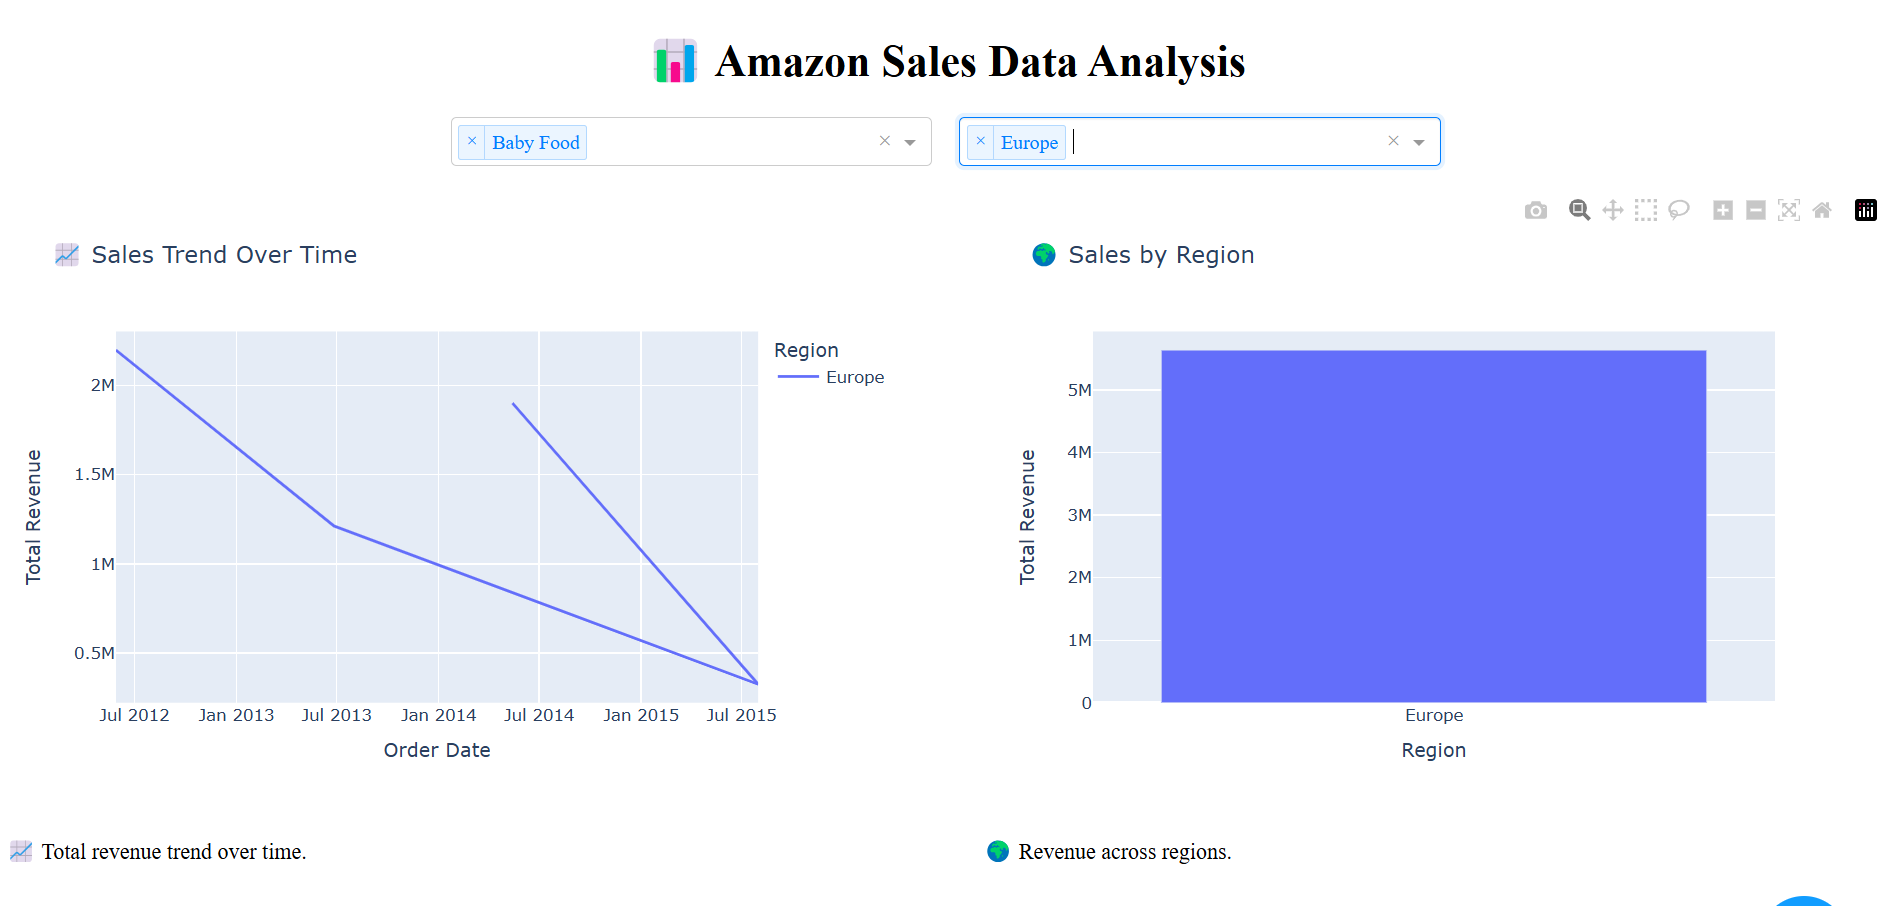 Amazon Sales Data Analysis
× Baby Food ×
× Europe ×
Sales Trend Over Time
Sales by Region
Total Revenue
2M
1.5M
1M
0.5M
Jul 2012 Jan 2013 Jul 2013 Jan 2014 Jul 2014 Jan 2015 Jul 2015
Order Date
Region
Europe
Total Revenue
5M
4M
3M
2M
1M
0
Europe
Region
Total revenue trend over time.
Revenue across regions.